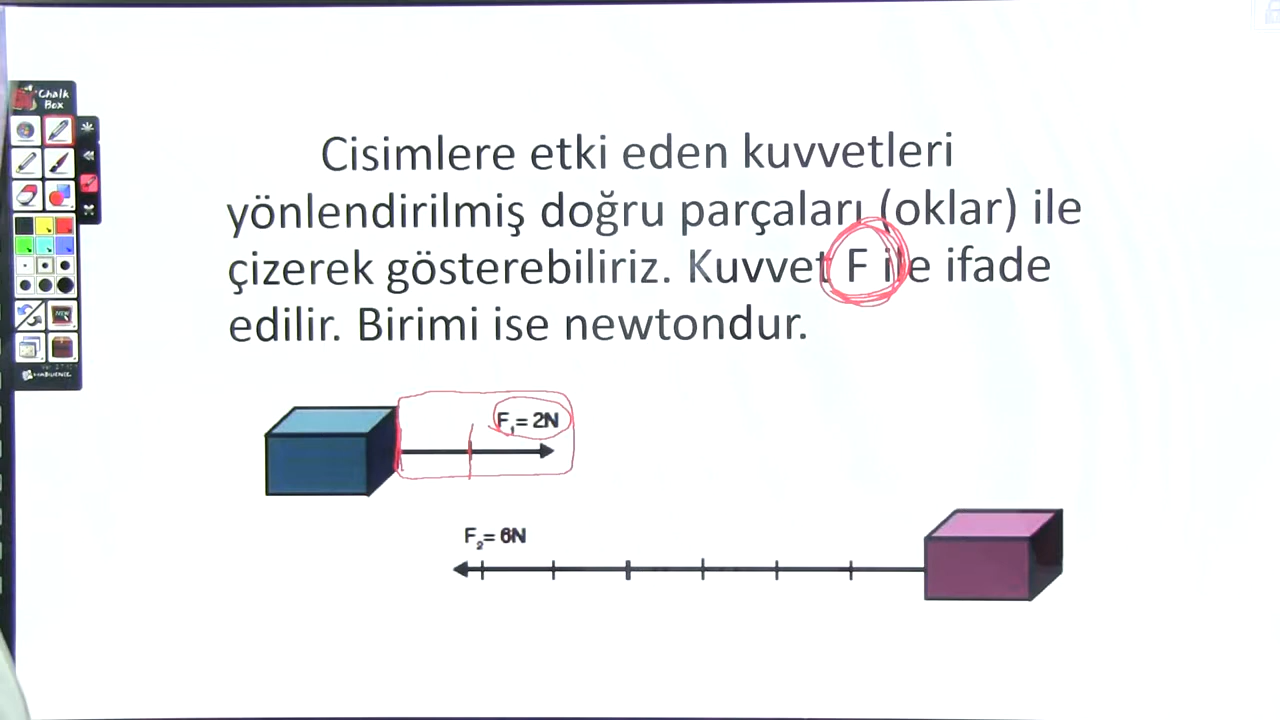 Chalk
Box
Cisimlere etki eden kuvvetleri
yönlendirilmiş doğru parçaları (oklar) ile
çizerek gösterebiliriz. Kuvvet F ile ifade
edilir. Birimi ise newtondur.
F₁= 2N
F₂= 6N
NEW